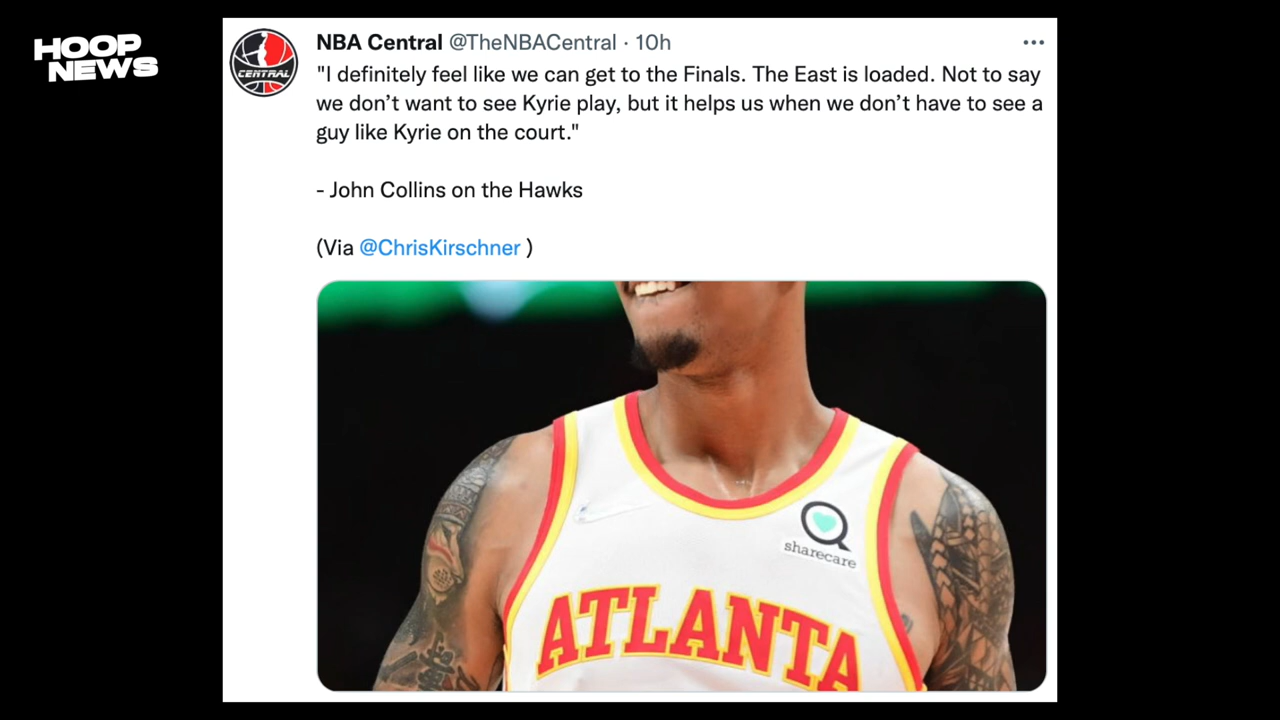 HOOP
NEWS
CENTRAL
NBA Central @TheNBACentral · 10h
"I definitely feel like we can get to the Finals. The East is loaded. Not to say
we don’t want to see Kyrie play, but it helps us when we don’t have to see a
guy like Kyrie on the court."
- John Collins on the Hawks
(Via @ChrisKirschner )
sharecare
ATLANTA